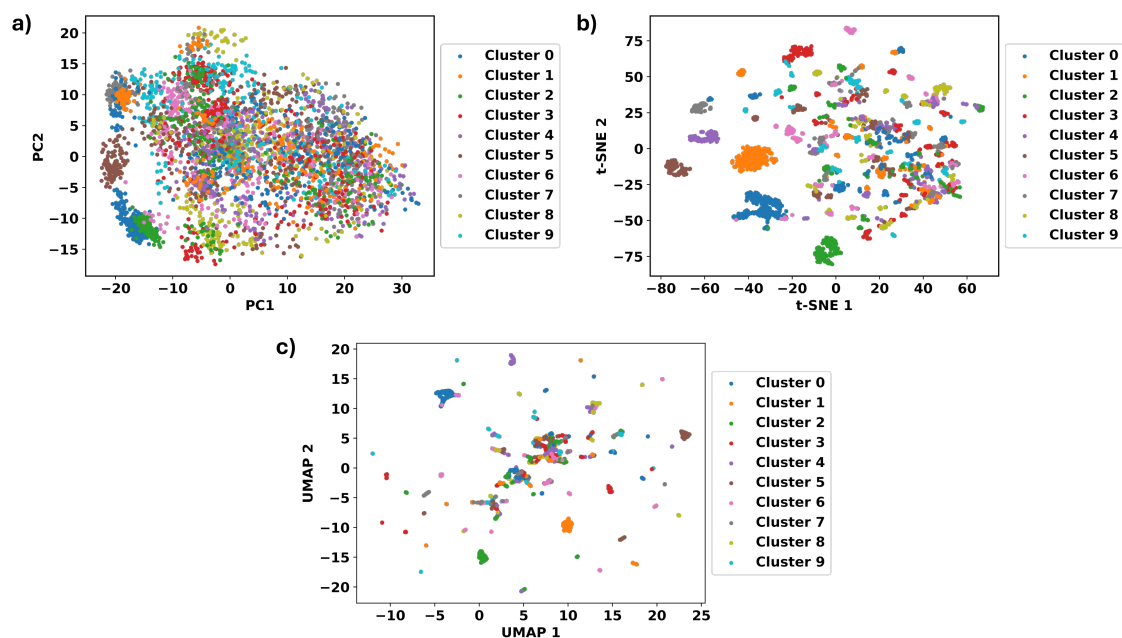 a)
20
15
10
5
0
−5
−10
−15
PC2
−20 −10 0 10 20 30
PC1
Cluster 0
Cluster 1
Cluster 2
Cluster 3
Cluster 4
Cluster 5
Cluster 6
Cluster 7
Cluster 8
Cluster 9
b)
75
50
25
0
−25
−50
−75
t-SNE 2
−80 −60 −40 −20 0 20 40 60
t-SNE 1
Cluster 0
Cluster 1
Cluster 2
Cluster 3
Cluster 4
Cluster 5
Cluster 6
Cluster 7
Cluster 8
Cluster 9
c)
20
15
10
5
0
−5
−10
−15
−20
UMAP 2
−10 −5 0 5 10 15 20 25
UMAP 1
Cluster 0
Cluster 1
Cluster 2
Cluster 3
Cluster 4
Cluster 5
Cluster 6
Cluster 7
Cluster 8
Cluster 9